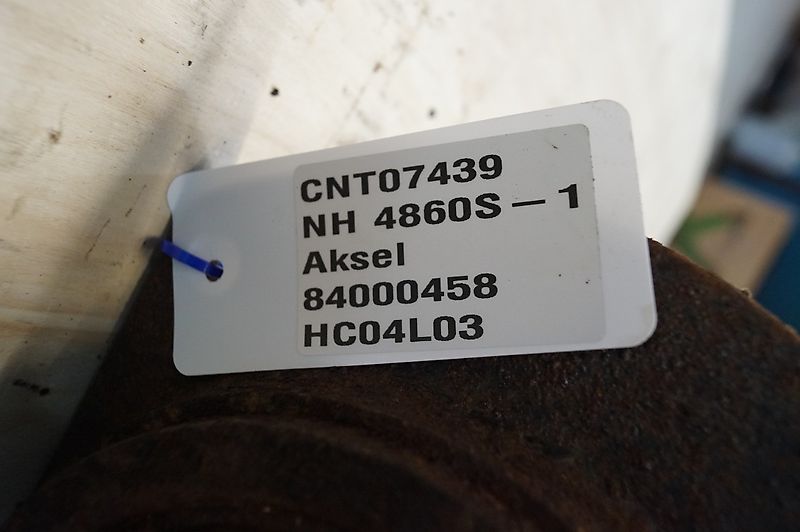 CNT07439
NH 4860S – 1
Aksel
84000458
HC04L03